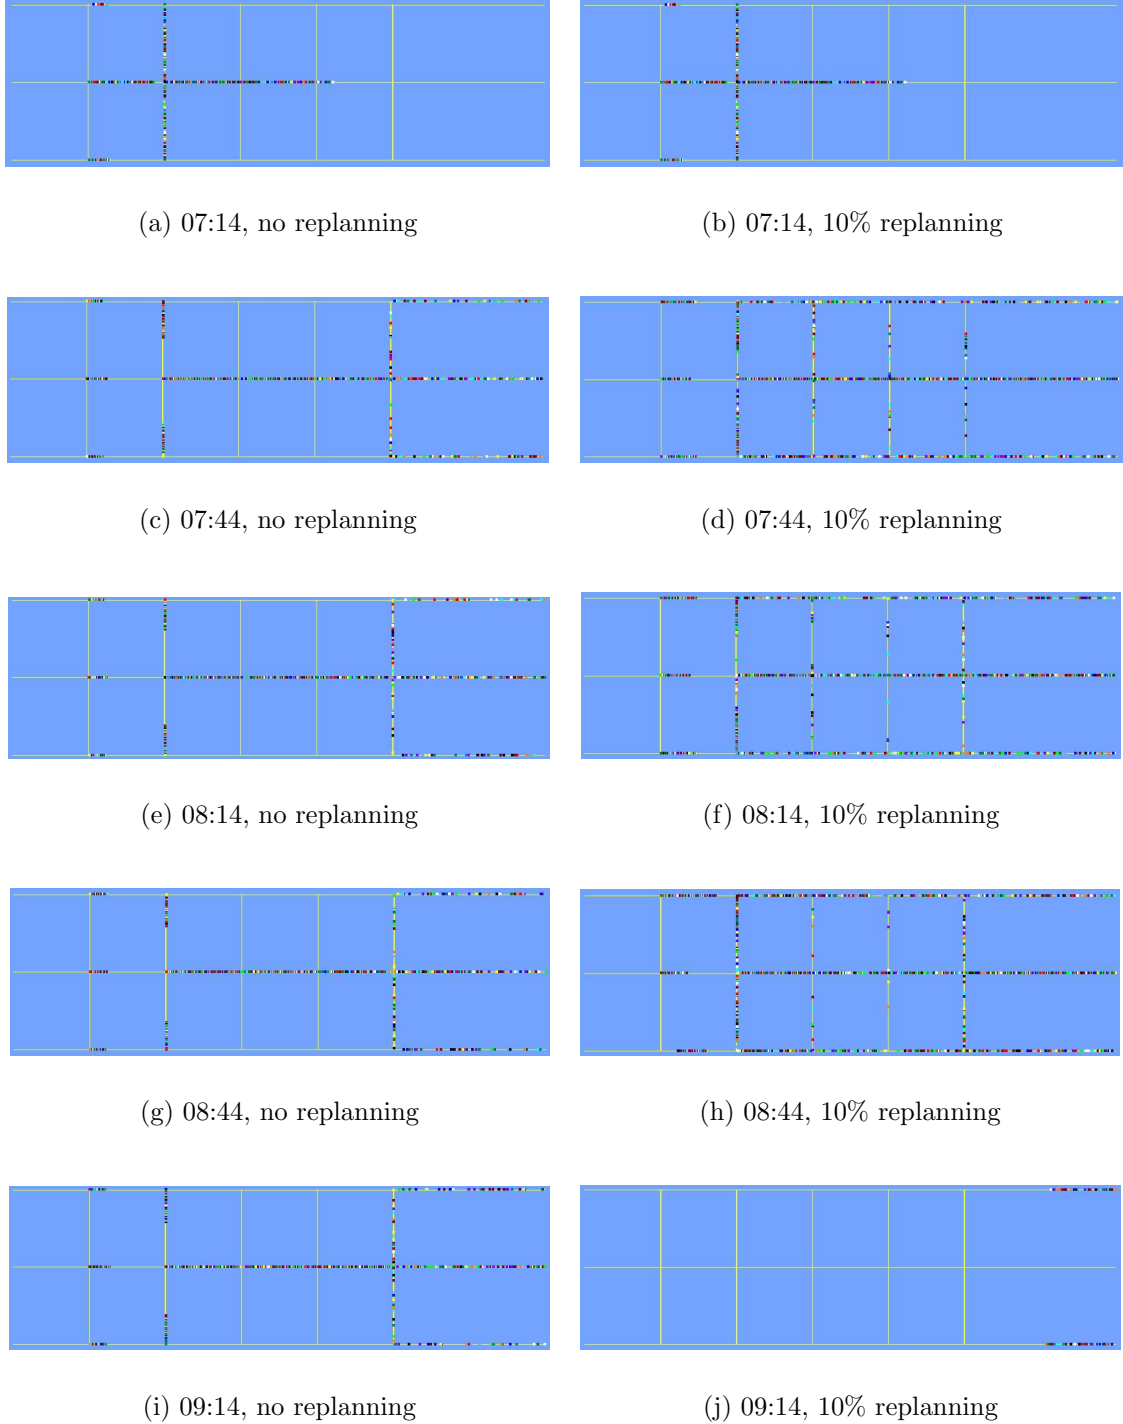 (a) 07:14, no replanning
(b) 07:14, 10% replanning
(c) 07:44, no replanning
(d) 07:44, 10% replanning
(e) 08:14, no replanning
(f) 08:14, 10% replanning
(g) 08:44, no replanning
(h) 08:44, 10% replanning
(i) 09:14, no replanning
(j) 09:14, 10% replanning